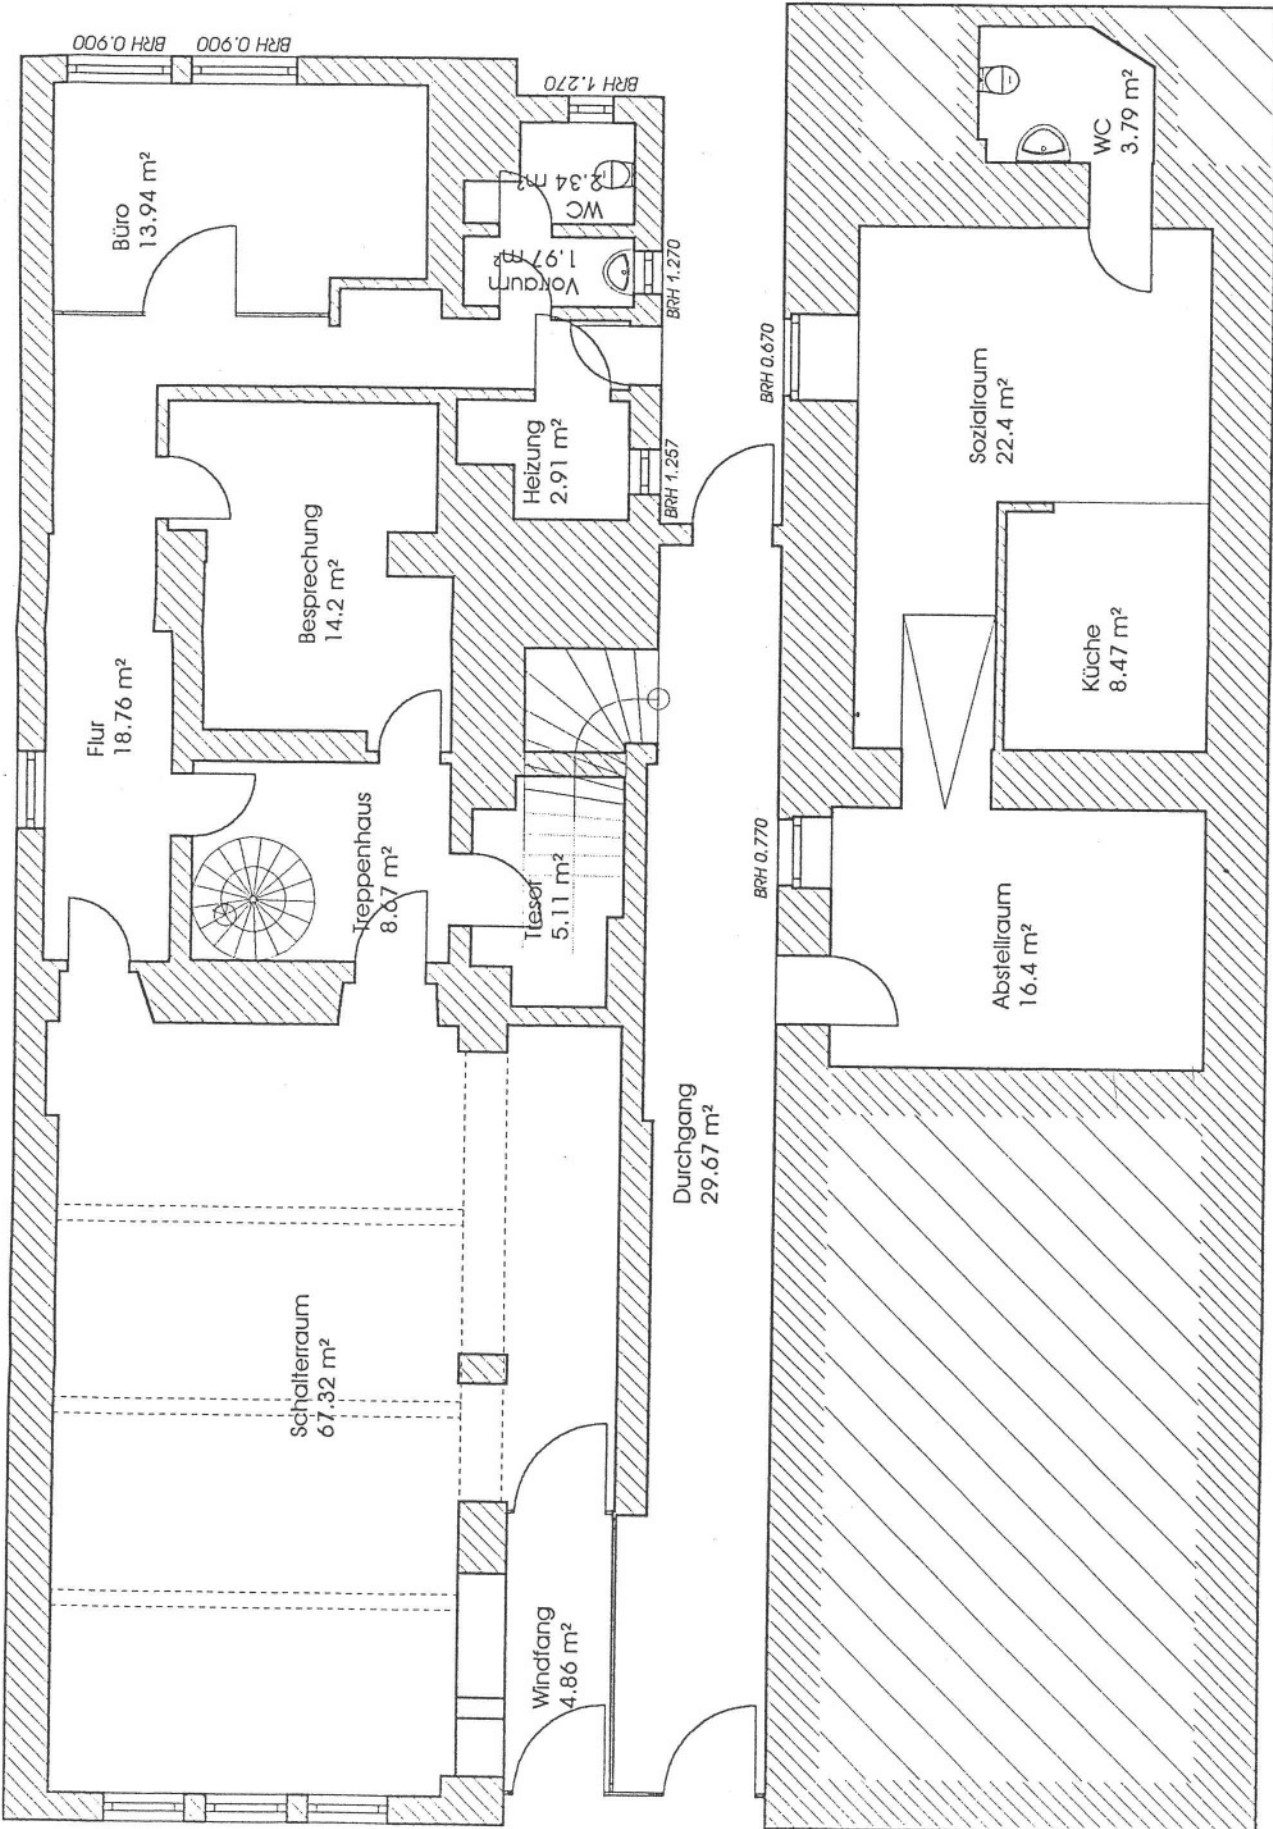 BRH 0.900
BRH 0.900
BRH 1.270
Büro
13.94 m²
WC
2.34 m²
Vorraum
1.97 m²
BRH 1.270
WC
3.79 m²
BRH 0.670
Sozialraum
22.4 m²
Heizung
2.91 m²
BRH 1.257
Besprechung
14.2 m²
Flur
18.76 m²
Küche
8.47 m²
Treppenhaus
8.67 m²
Tresor
5.11 m²
BRH 0.770
Abstellraum
16.4 m²
Durchgang
29.67 m²
Schalterraum
67.32 m²
Windfang
4.86 m²